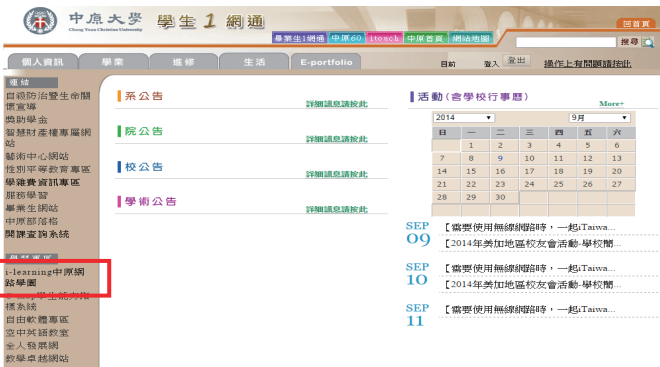 中原大學 學生 1 網通
Chung Yuan Christian University
畢業生1網通 中原60 itouch 中原首頁 網站地圖
回首頁
搜尋
個人資訊 學業 進修 生活 E-portfolio
目前 登入 登出 操作上有問題請按此
連結
自殺防治暨生命關
懷宣導
獎助學金
智慧財產權專屬網
站
藝術中心網站
性別平等教育專區
學雜費資訊專區
服務學習
畢業生網站
中原部落格
開課查詢系統
i-learning中原網
路學園
標系統
自由軟體專區
空中英語教室
全人發展網
教學卓越網站
系公告
詳細訊息請按此
院公告
詳細訊息請按此
校公告
詳細訊息請按此
學術公告
詳細訊息請按此
活動(含學校行事曆)
More+
2014 9月
日 一 二 三 四 五 六
1 2 3 4 5 6
7 8 9 10 11 12 13
14 15 16 17 18 19 20
21 22 23 24 25 26 27
28 29 30
SEP
09
【需要使用無線網路時，一起iTaiwa...
【2014年美加地區校友會活動-學校簡...
SEP
10
【需要使用無線網路時，一起iTaiwa...
【2014年美加地區校友會活動-學校簡...
SEP
11
【需要使用無線網路時，一起iTaiwa...